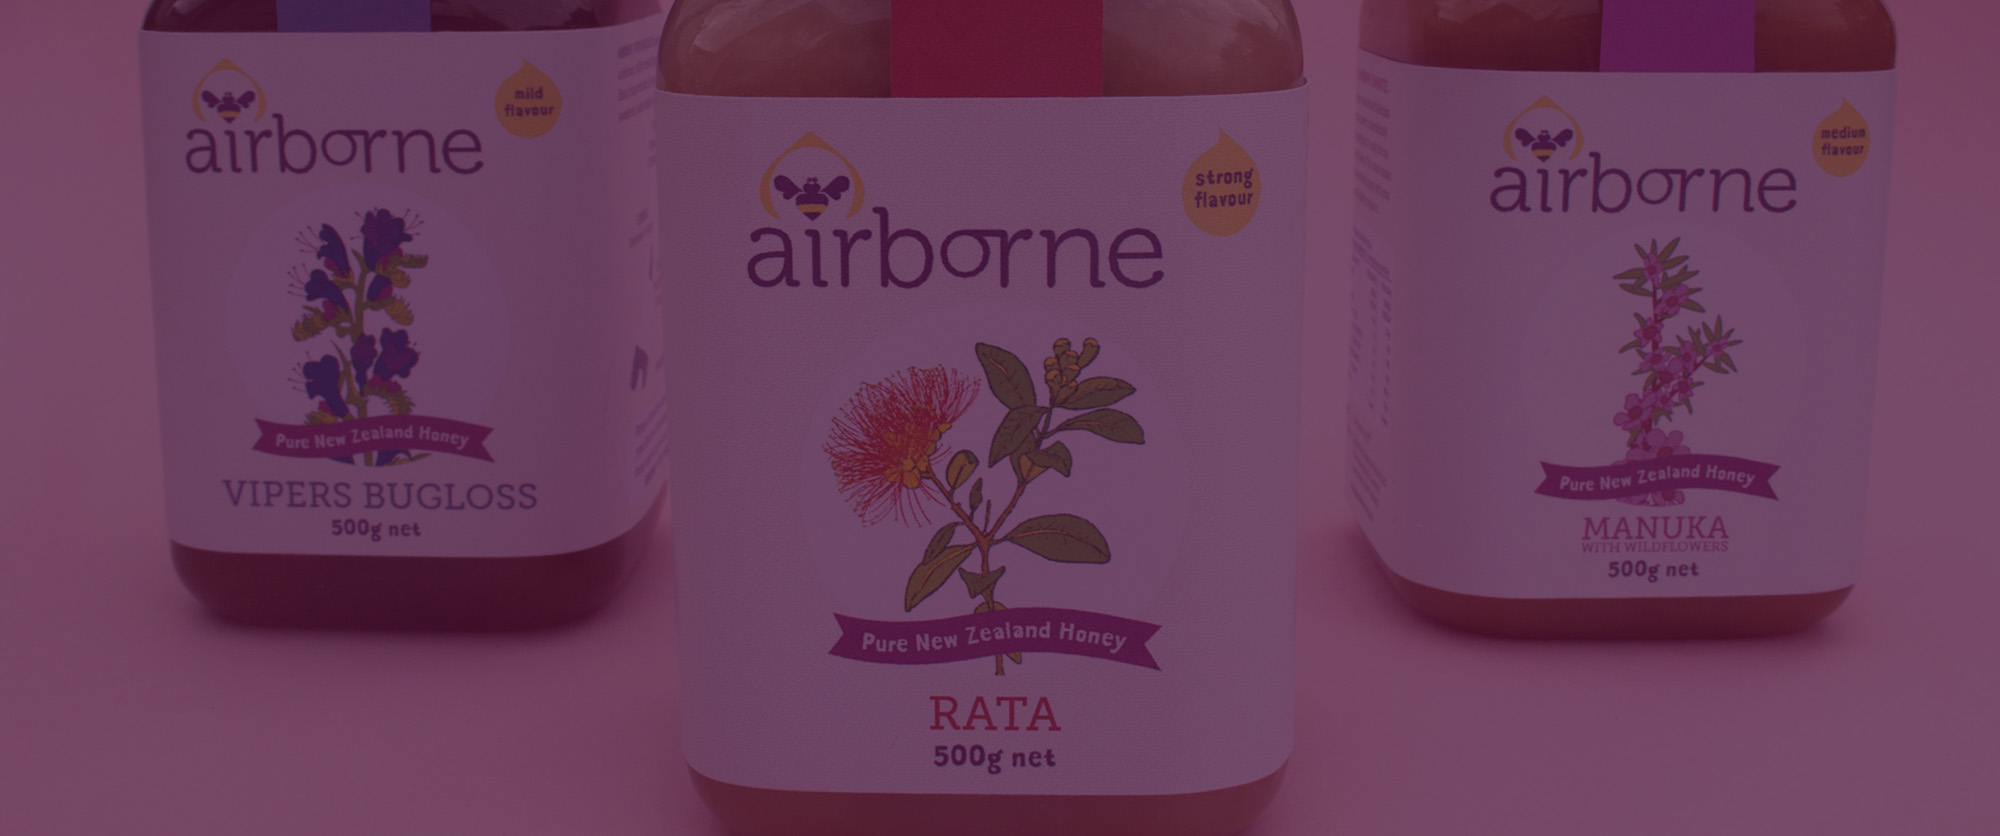 airborne
mild
flavour
Pure New Zealand Honey
VIPERS BUGLOSS
500g net
airborne
strong
flavour
Pure New Zealand Honey
RATA
500g net
airborne
medium
flavour
Pure New Zealand Honey
MANUKA
WITH WILDFLOWERS
500g net